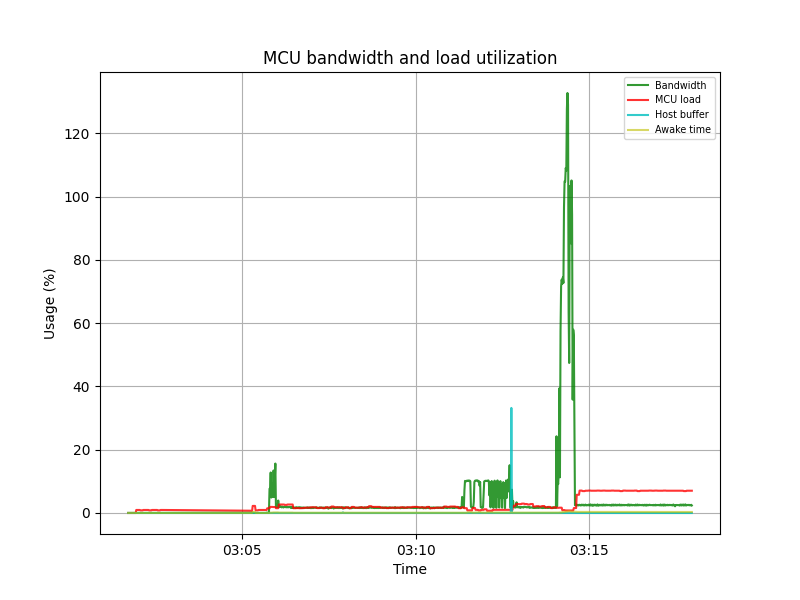 MCU bandwidth and load utilization
Bandwidth
MCU load
Host buffer
Awake time
120
100
80
60
40
20
0
Usage (%)
03:05 03:10 03:15
Time